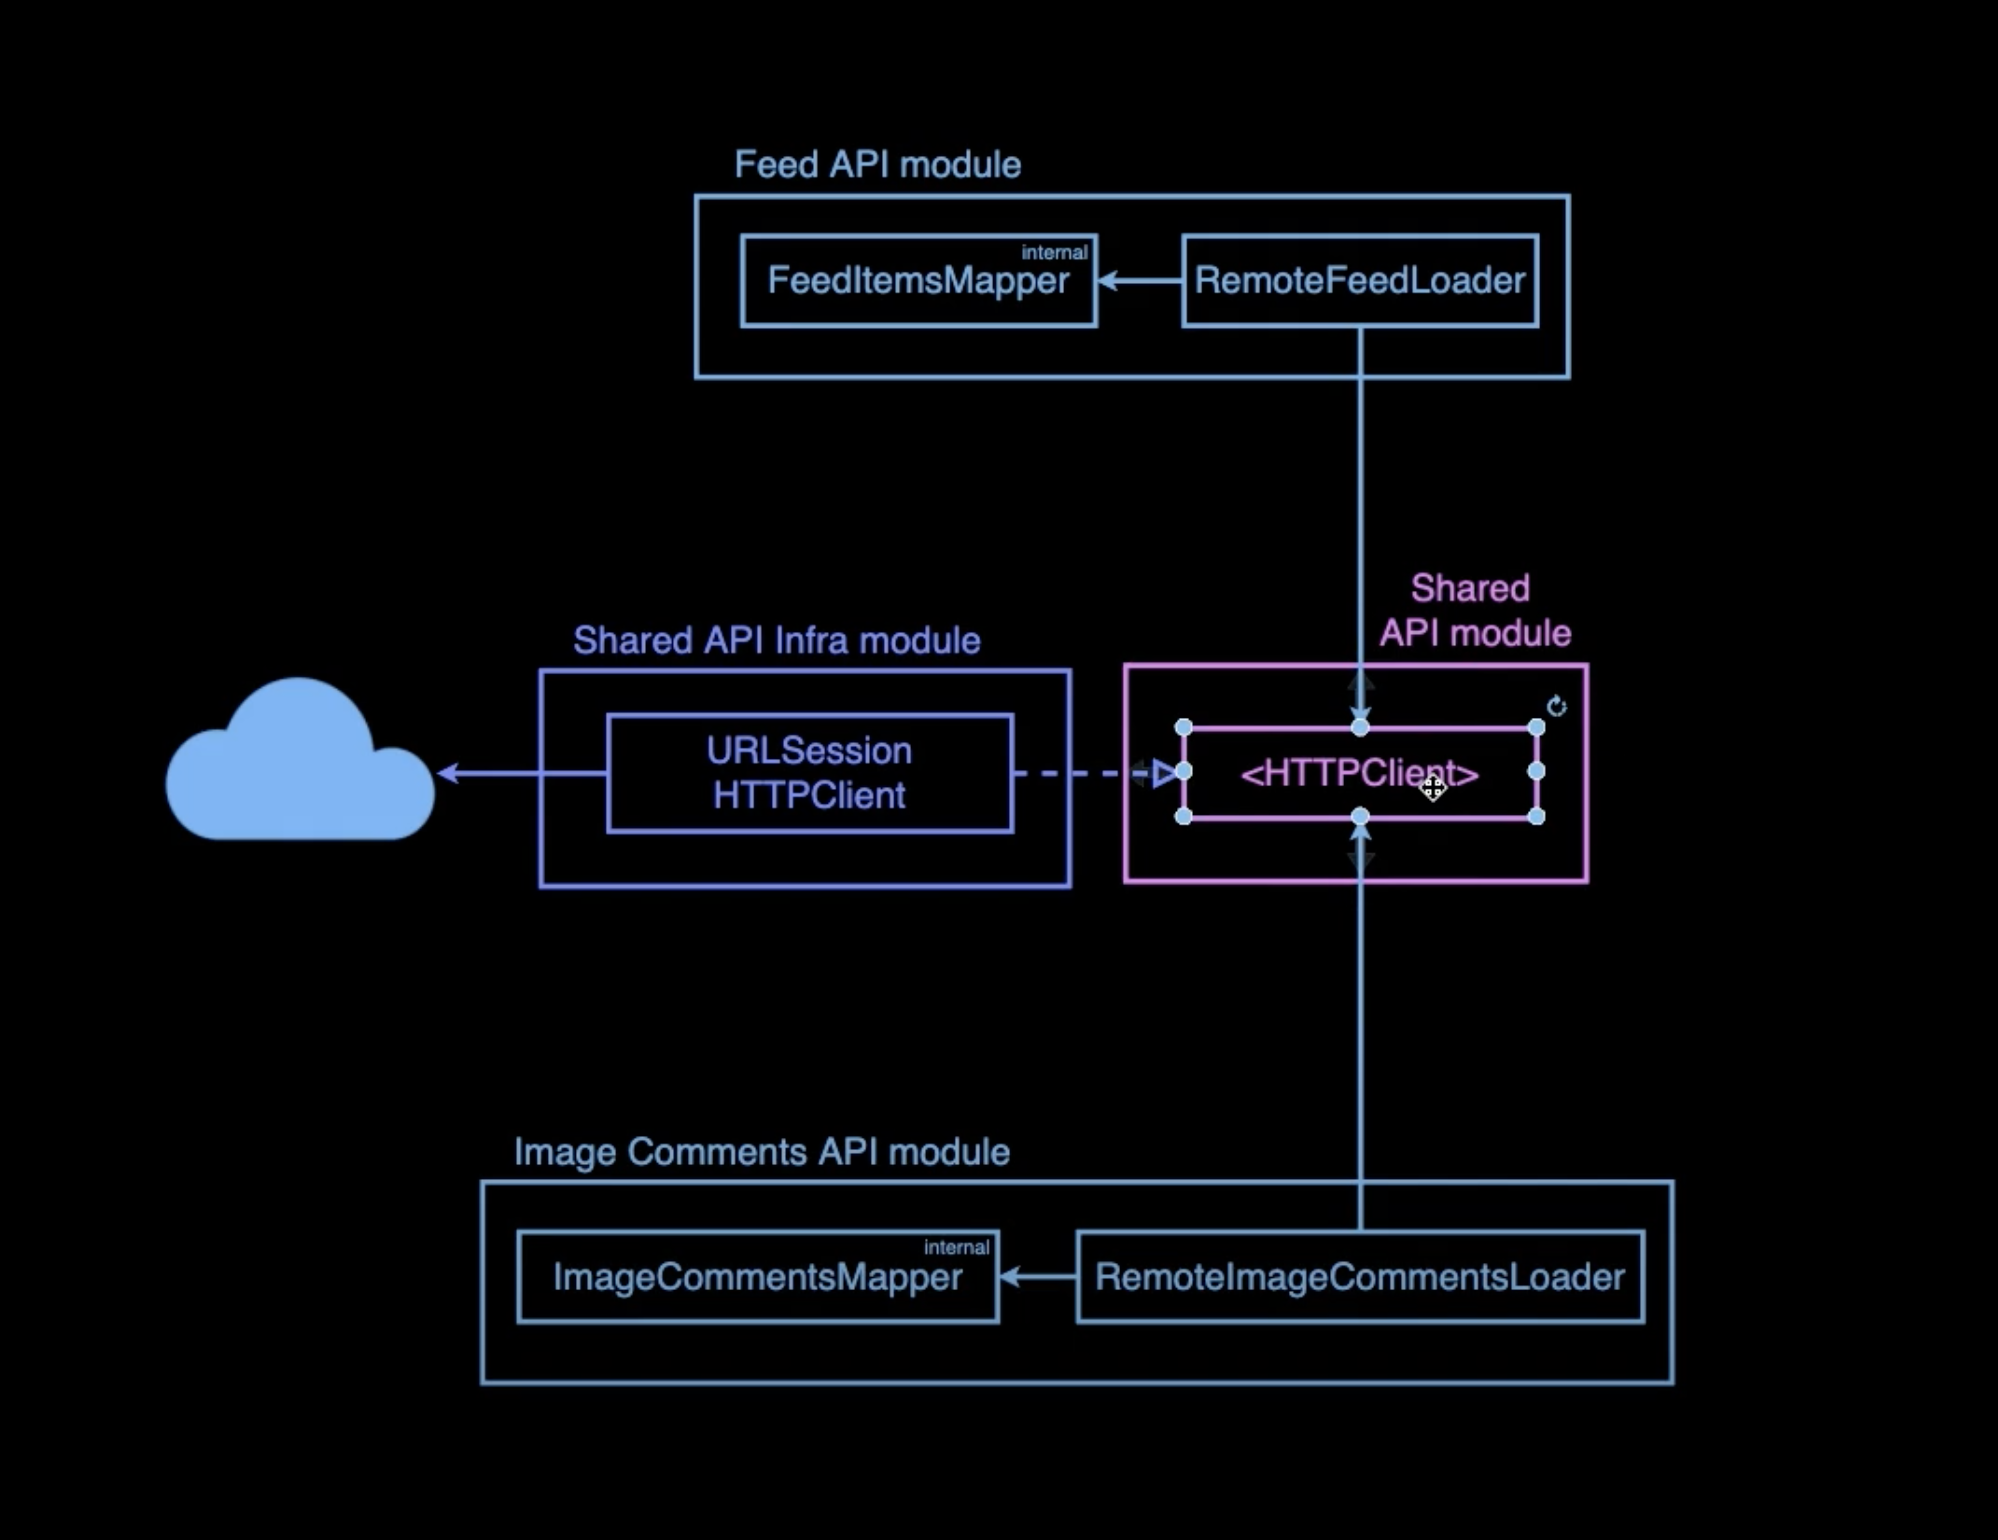 Feed API module
internal
FeedItemsMapper
RemoteFeedLoader
Shared
API module
Shared API Infra module
URLSession
HTTPClient
<HTTPClient>
Image Comments API module
internal
ImageCommentsMapper
RemoteImageCommentsLoader